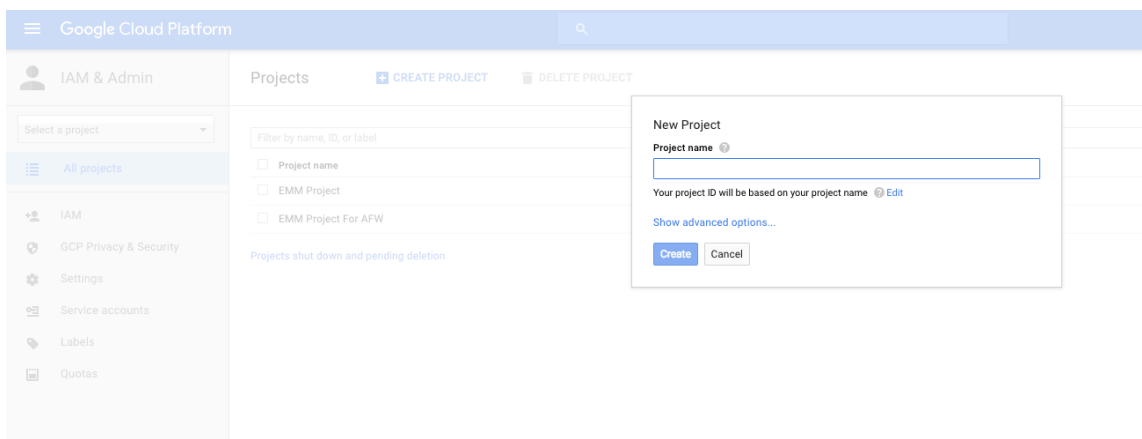 Google Cloud Platform
IAM & Admin
Projects
CREATE PROJECT
DELETE PROJECT
Select a project
All projects
IAM
GCP Privacy & Security
Settings
Service accounts
Labels
Quotas
Filter by name, ID, or label
Project name
EMM Project
EMM Project For AFW
Projects shut down and pending deletion
New Project
Project name
Your project ID will be based on your project name Edit
Show advanced options...
Create Cancel